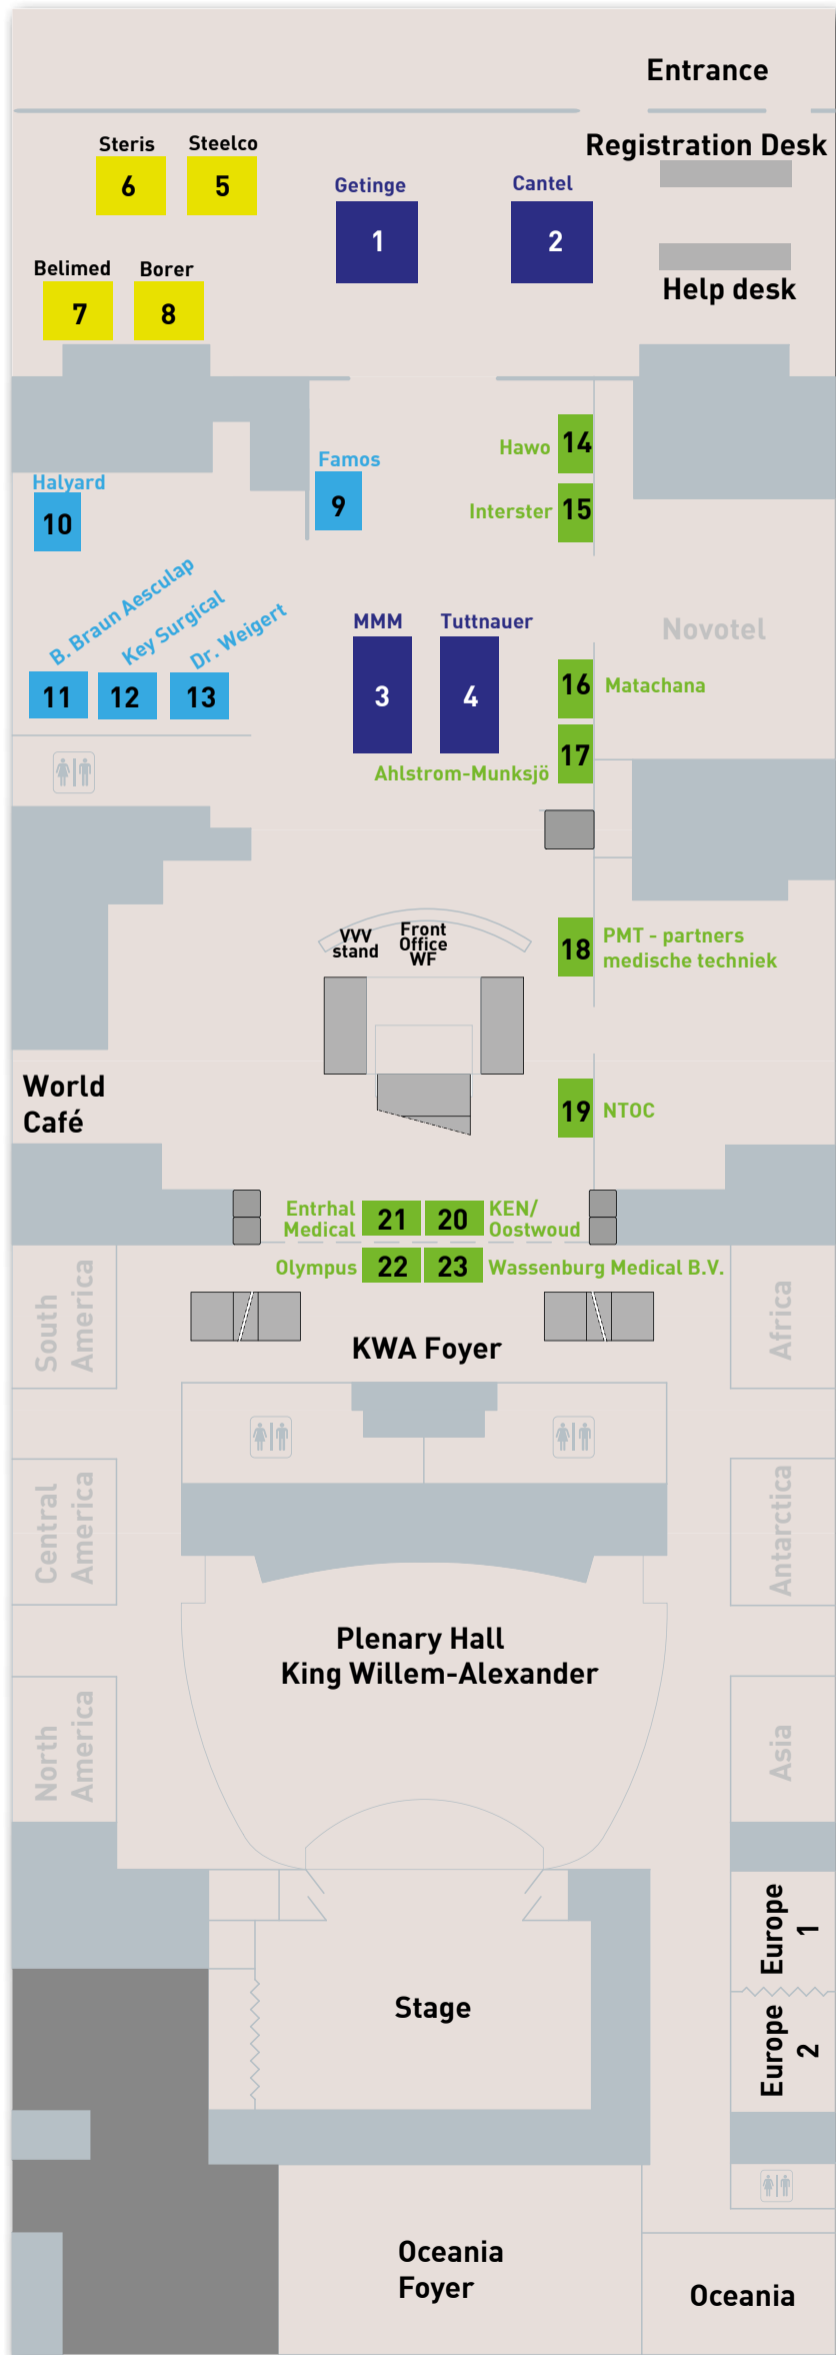 Entrance
Registration Desk
Steris
Steelco
6
5
Getinge
Cantel
1
2
Help desk
Belimed
Borer
7
8
Hawo
14
Famos
9
Halyard
10
Interster
15
B. Braun Aesculap
Key Surgical
Dr. Weigert
11
12
13
MMM
Tuttnauer
3
4
Novotel
16
Matachana
17
Ahlstrom-Munksjö
VVV
stand
Front
Office
WF
18
PMT - partners
medische techniek
World
Café
19
NTOC
Entrhal
Medical
21
20
KEN/
Oostwoud
Olympus
22
23
Wassenburg Medical B.V.
South
America
Africa
KWA Foyer
Central
America
Antarctica
Plenary Hall
King Willem-Alexander
North
America
Asia
Europe
1
Stage
Europe
2
Oceania
Foyer
Oceania